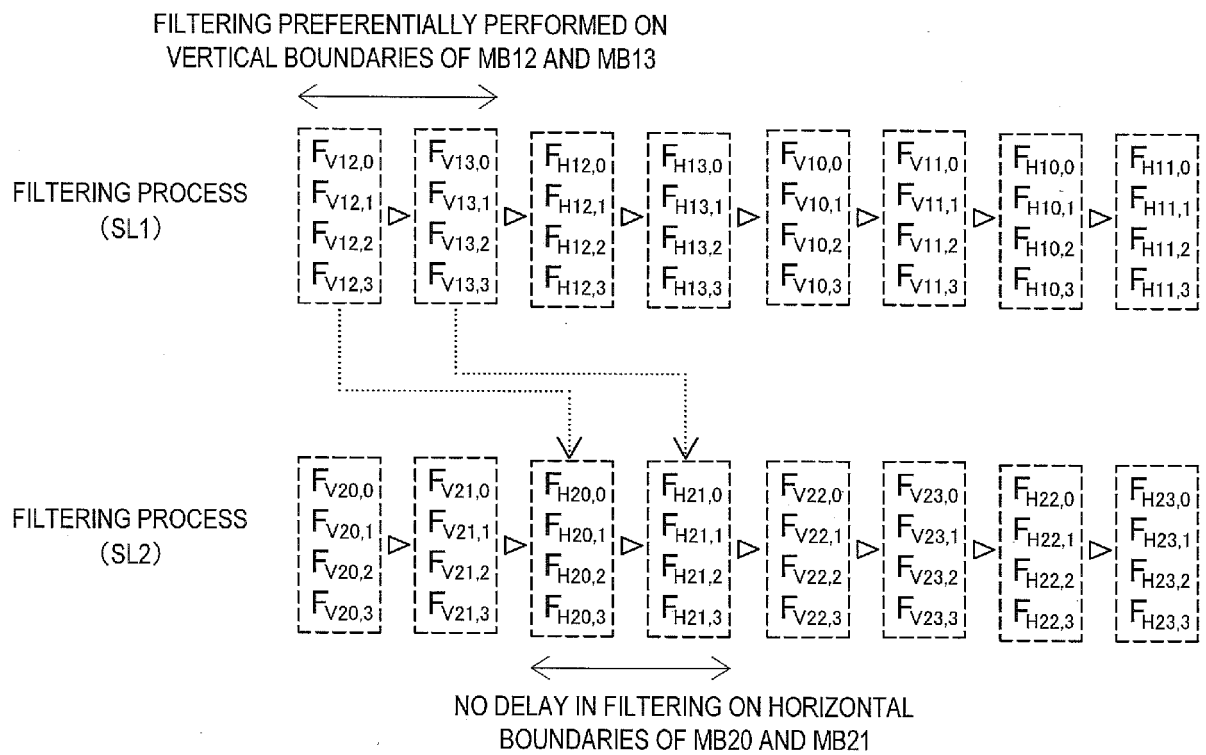 FILTERING PREFERENTIALLY PERFORMED ON
VERTICAL BOUNDARIES OF MB12 AND MB13
FILTERING PROCESS
(SL1)
FV12,0 FV13,0 FH12,0 FH13,0 FV10,0 FV11,0 FH10,0 FH11,0
FV12,1 FV13,1 FH12,1 FH13,1 FV10,1 FV11,1 FH10,1 FH11,1
FV12,2 FV13,2 FH12,2 FH13,2 FV10,2 FV11,2 FH10,2 FH11,2
FV12,3 FV13,3 FH12,3 FH13,3 FV10,3 FV11,3 FH10,3 FH11,3
FILTERING PROCESS
(SL2)
FV20,0 FV21,0 FH20,0 FH21,0 FV22,0 FV23,0 FH22,0 FH23,0
FV20,1 FV21,1 FH20,1 FH21,1 FV22,1 FV23,1 FH22,1 FH23,1
FV20,2 FV21,2 FH20,2 FH21,2 FV22,2 FV23,2 FH22,2 FH23,2
FV20,3 FV21,3 FH20,3 FH21,3 FV22,3 FV23,3 FH22,3 FH23,3
NO DELAY IN FILTERING ON HORIZONTAL
BOUNDARIES OF MB20 AND MB21